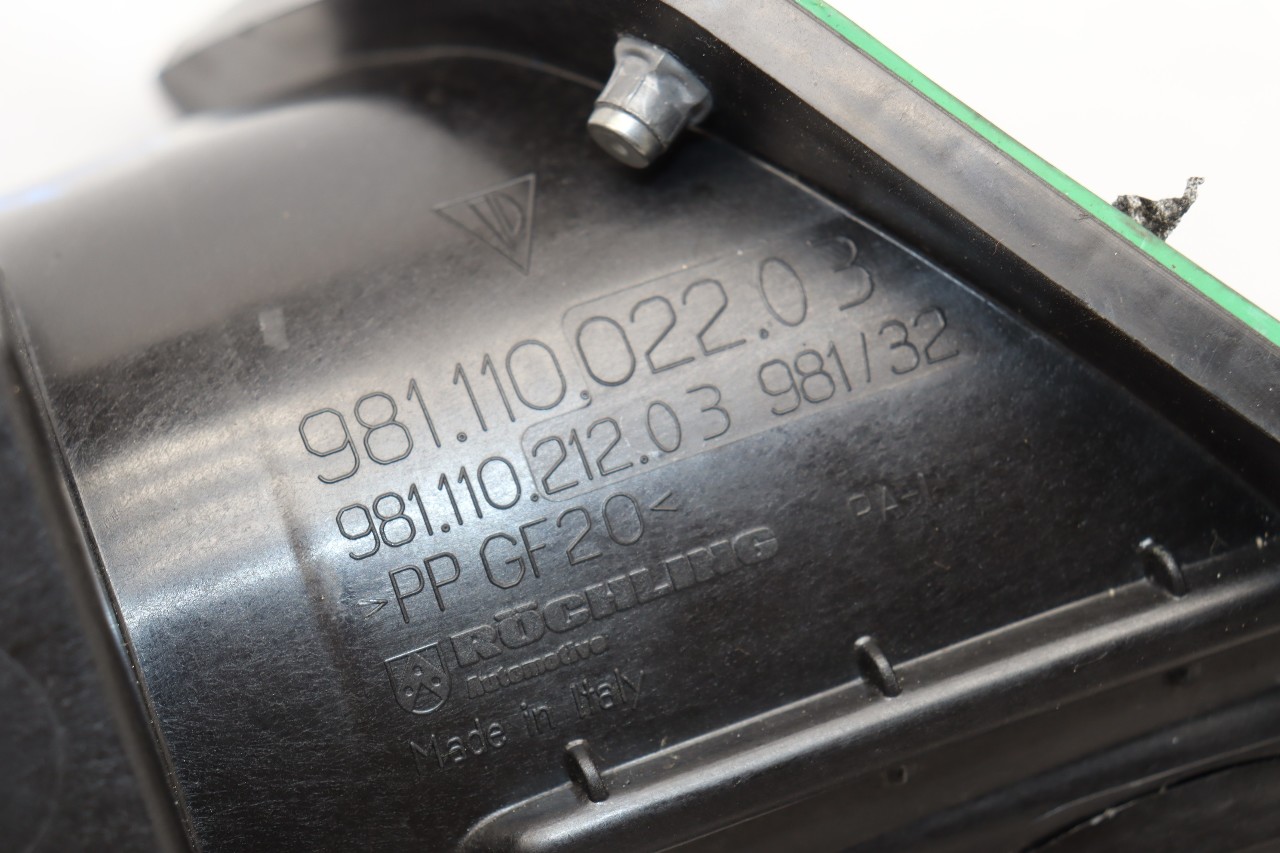 981.110.022.03
981.110.212.03 981/32
>PP GF20<
RÖCHLING
Automotive
Made in Italy